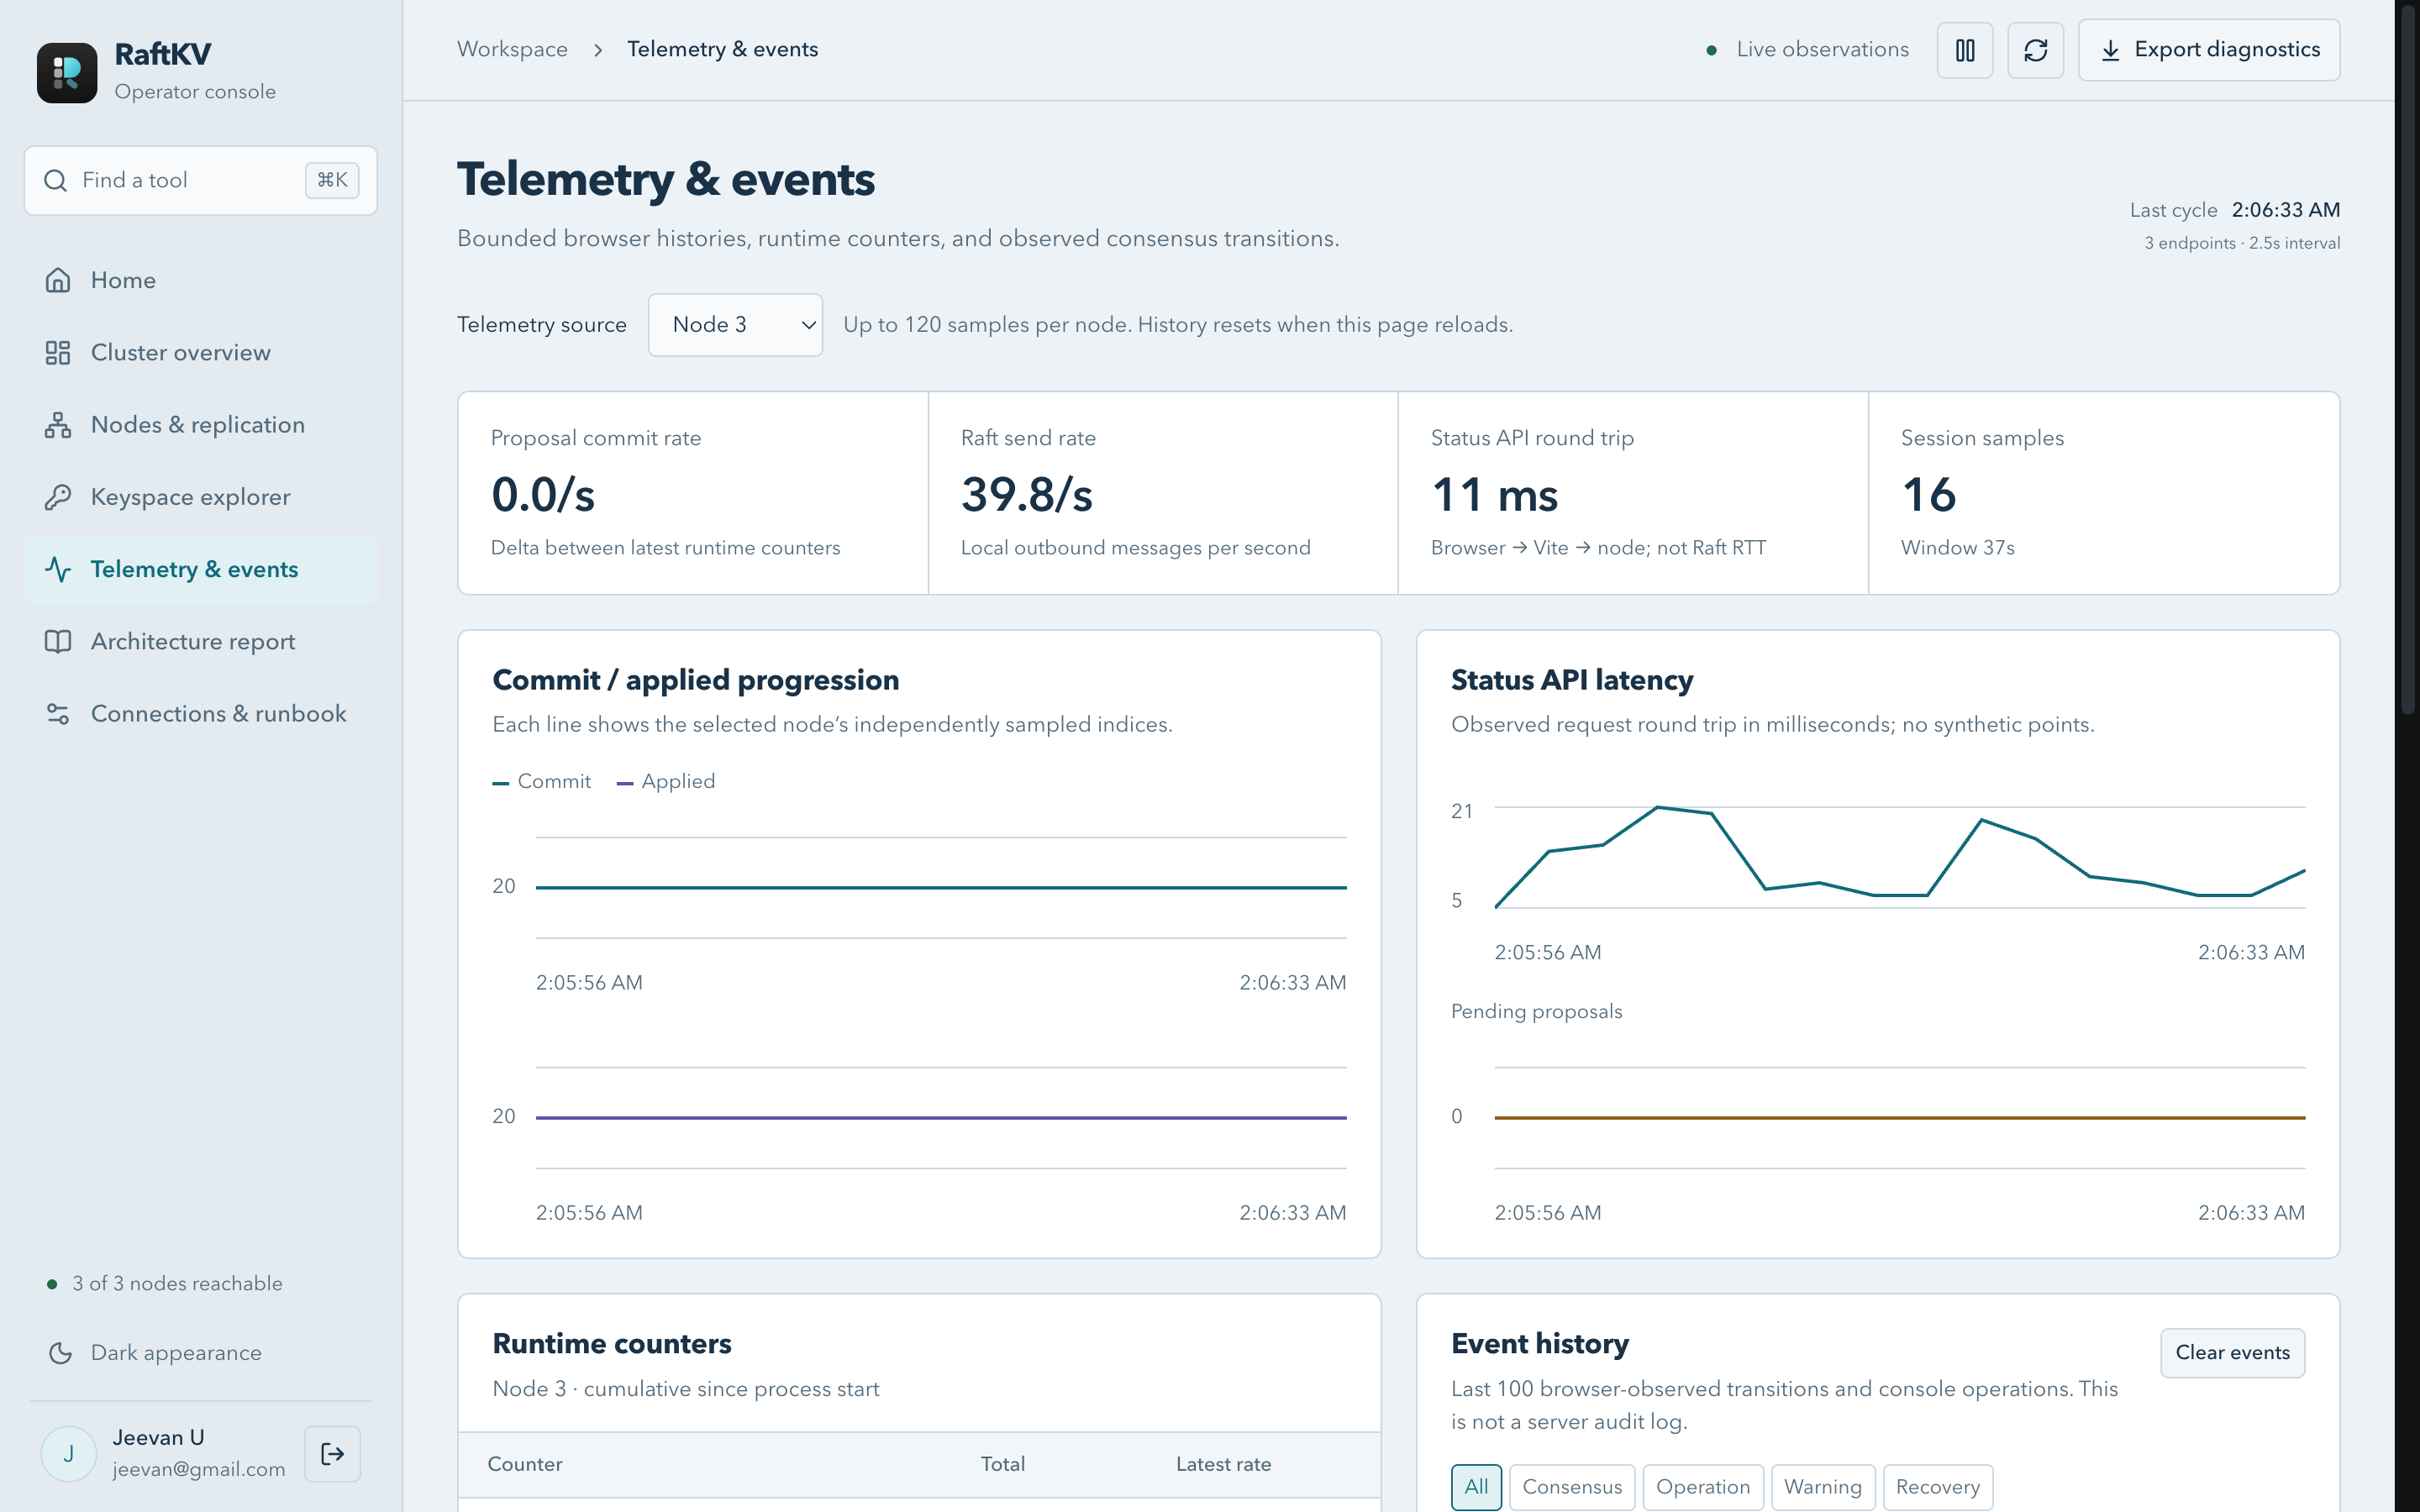 RaftKV
Operator console
Find a tool
⌘K
Home
Cluster overview
Nodes & replication
Keyspace explorer
Telemetry & events
Architecture report
Connections & runbook
3 of 3 nodes reachable
Dark appearance
J
Jeevan U
jeevan@gmail.com
Workspace > Telemetry & events
Live observations
Export diagnostics
Telemetry & events
Bounded browser histories, runtime counters, and observed consensus transitions.
Last cycle 2:06:33 AM
3 endpoints · 2.5s interval
Telemetry source
Node 3
Up to 120 samples per node. History resets when this page reloads.
Proposal commit rate
0.0/s
Delta between latest runtime counters
Raft send rate
39.8/s
Local outbound messages per second
Status API round trip
11 ms
Browser → Vite → node; not Raft RTT
Session samples
16
Window 37s
Commit / applied progression
Each line shows the selected node’s independently sampled indices.
Commit
Applied
20
2:05:56 AM
2:06:33 AM
20
2:05:56 AM
2:06:33 AM
Status API latency
Observed request round trip in milliseconds; no synthetic points.
21
5
2:05:56 AM
2:06:33 AM
Pending proposals
0
2:05:56 AM
2:06:33 AM
Runtime counters
Node 3 · cumulative since process start
Counter
Total
Latest rate
Event history
Clear events
Last 100 browser-observed transitions and console operations. This
is not a server audit log.
All
Consensus
Operation
Warning
Recovery